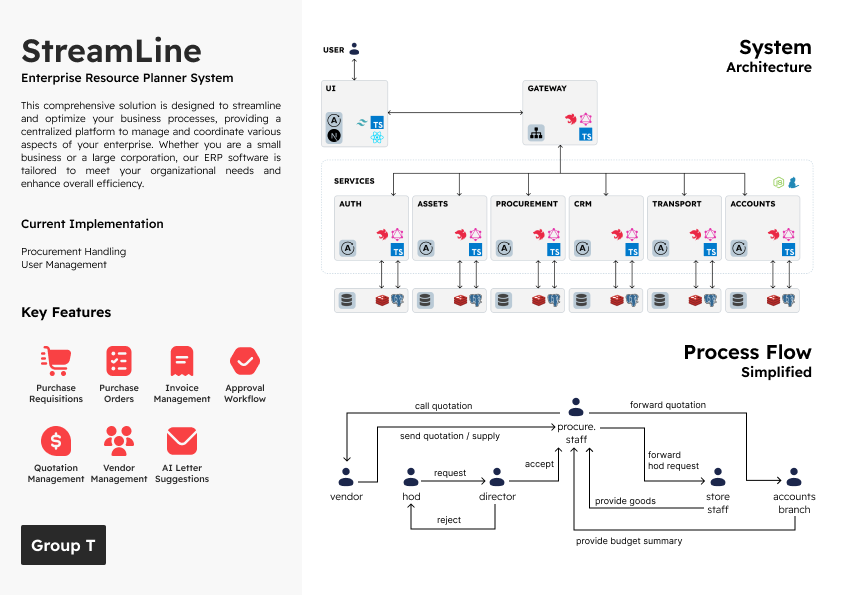 StreamLine
Enterprise Resource Planner System
This comprehensive solution is designed to streamline
and optimize your business processes, providing a
centralized platform to manage and coordinate various
aspects of your enterprise. Whether you are a small
business or a large corporation, our ERP software is
tailored to meet your organizational needs and
enhance overall efficiency.
Current Implementation
Procurement Handling
User Management
Key Features
Purchase
Requisitions
Purchase
Orders
Invoice
Management
Approval
Workflow
Quotation
Management
Vendor
Management
AI Letter
Suggestions
Group T
System
Architecture
USER
UI
A
N
TS
GATEWAY
TS
SERVICES
AUTH
A
TS
ASSETS
A
TS
PROCUREMENT
A
TS
CRM
A
TS
TRANSPORT
A
TS
ACCOUNTS
A
TS
Process Flow
Simplified
call quotation
forward quotation
send quotation / supply
procure.
staff
forward
hod request
accept
request
vendor
hod
director
store
staff
accounts
branch
provide goods
reject
provide budget summary